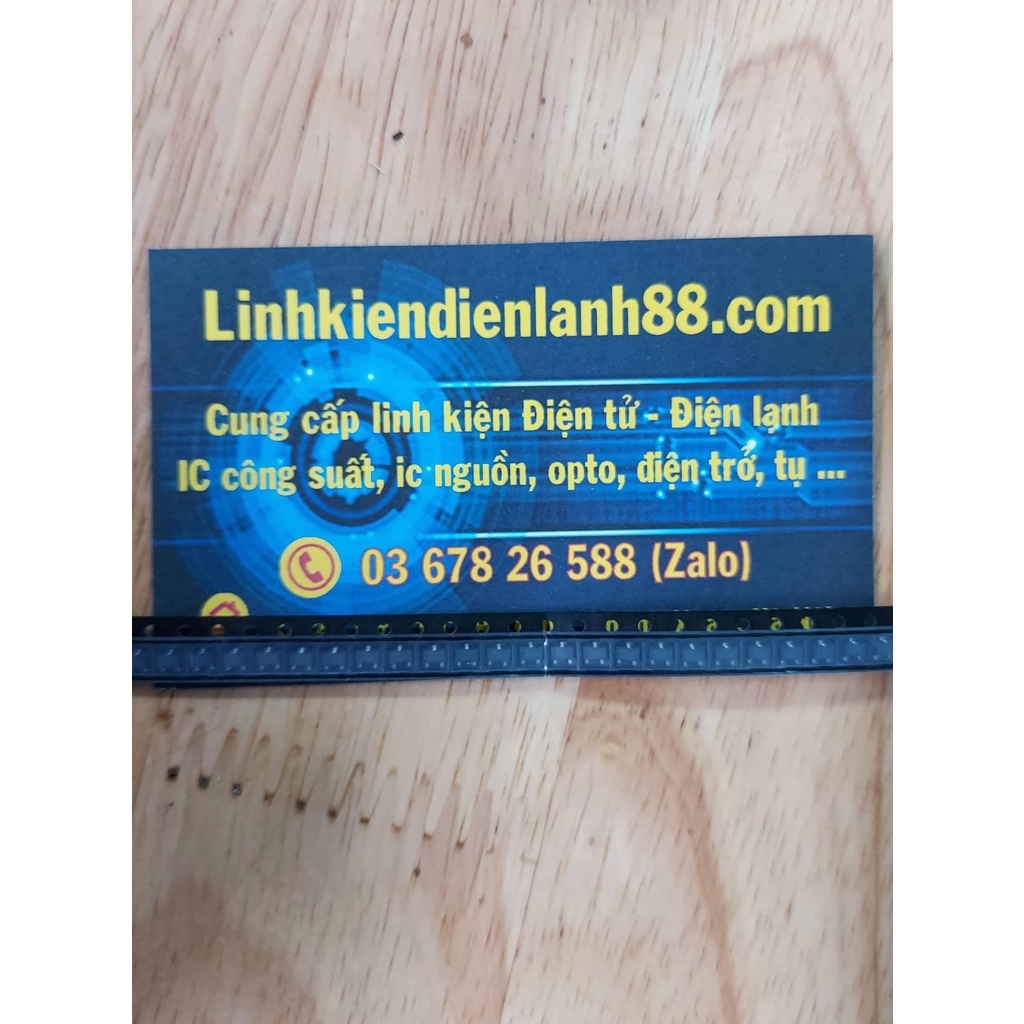 Linhkiendienlanh88.com
Cung cấp linh kiện Điện tử - Điện lạnh
IC công suất, ic nguồn, opto, điện trở, tụ ...
03 678 26 588 (Zalo)